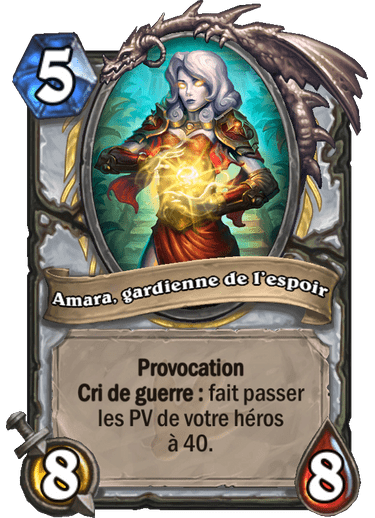 5
Amara, gardienne de l'espoir
Provocation
Cri de guerre : fait passer
les PV de votre héros
à 40.
8
8